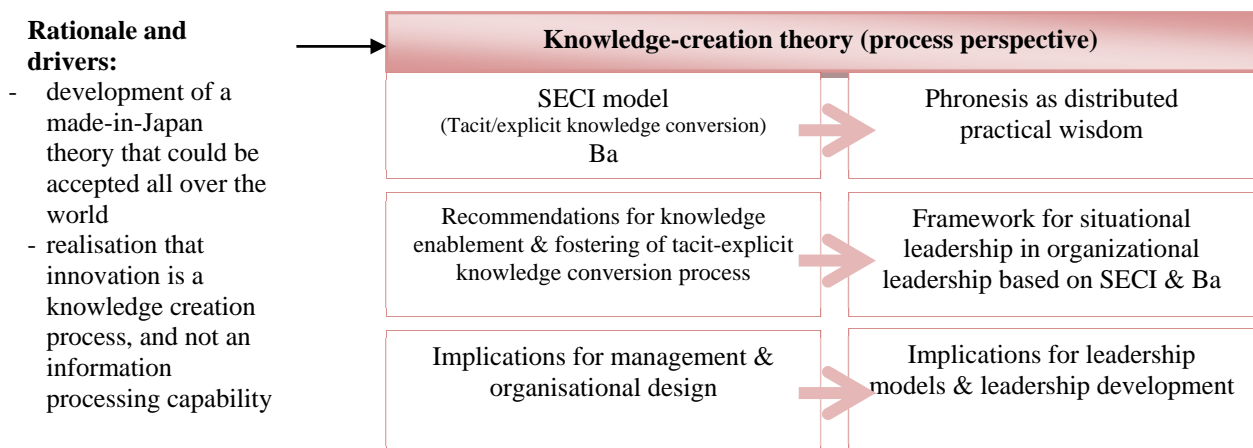 Rationale and
drivers:
- development of a
made-in-Japan
theory that could be
accepted all over the
world
- realisation that
innovation is a
knowledge creation
process, and not an
information
processing capability
Knowledge-creation theory (process perspective)
SECI model
(Tacit/explicit knowledge conversion)
Ba
Phronesis as distributed
practical wisdom
Recommendations for knowledge
enablement & fostering of tacit-explicit
knowledge conversion process
Framework for situational
leadership in organizational
leadership based on SECI & Ba
Implications for management &
organisational design
Implications for leadership
models & leadership development